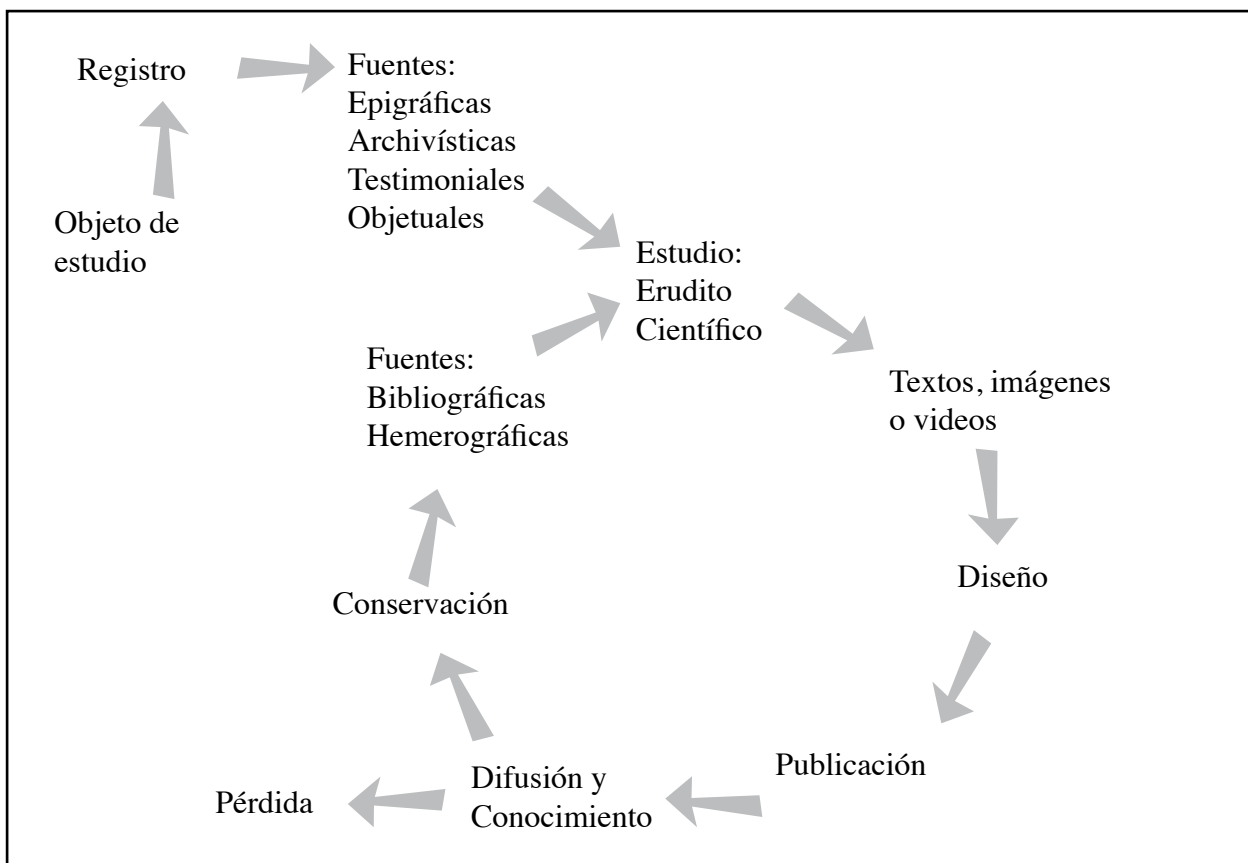 Registro
Fuentes:
Epigráficas
Archivísticas
Testimoniales
Objetuales
Objeto de
estudio
Estudio:
Erudito
Científico
Fuentes:
Bibliográficas
Hemerográficas
Textos, imágenes
o videos
Diseño
Conservación
Publicación
Difusión y
Conocimiento
Pérdida